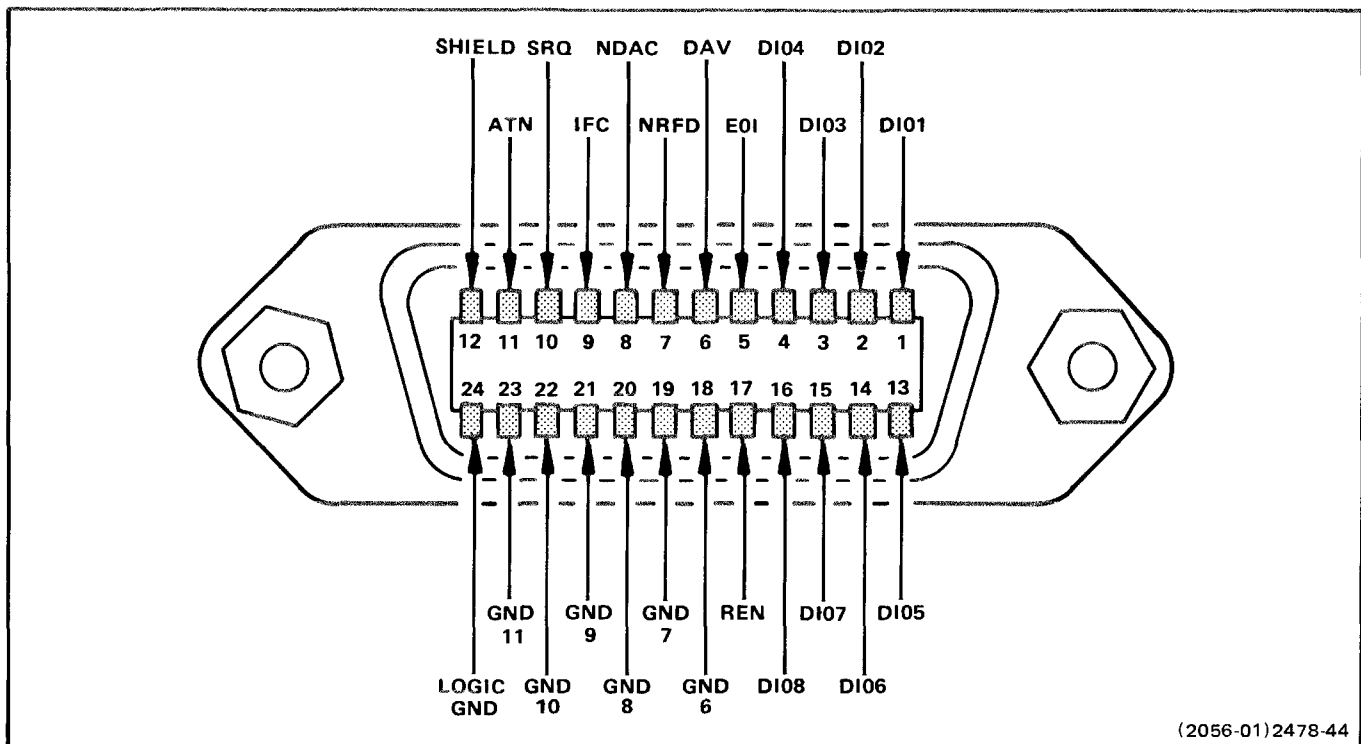 SHIELD SRQ NDAC DAV DI04 DI02
ATN IFC NRFD E0I DI03 DI01
12 11 10 9 8 7 6 5 4 3 2 1
24 23 22 21 20 19 18 17 16 15 14 13
GND 11 GND 9 GND 7 REN DI07 DI05
LOGIC GND GND 10 GND 8 GND 6 DI08 DI06
(2056-01)2478-44